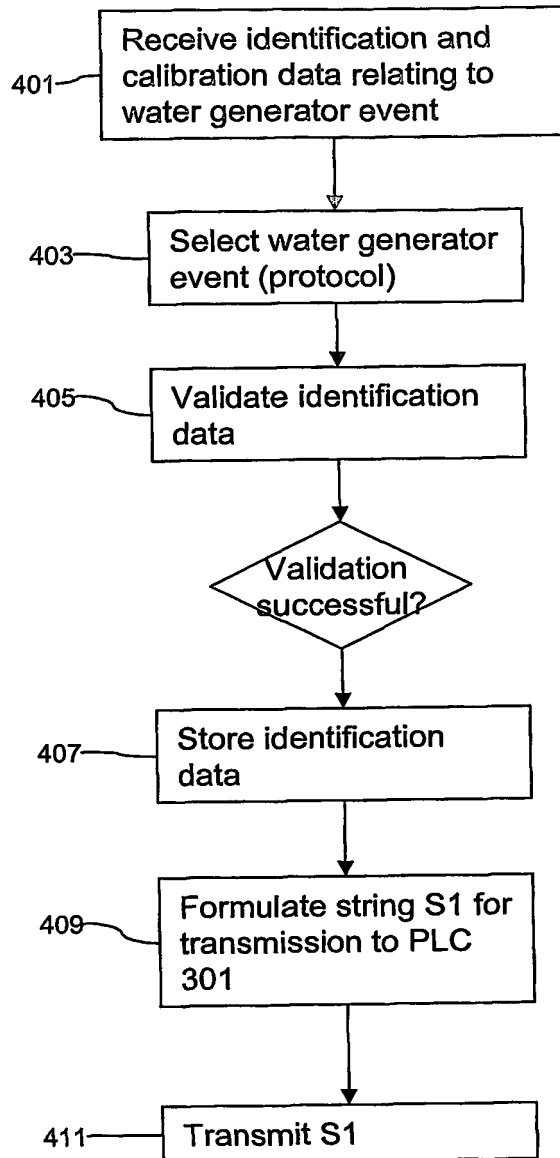 Receive identification and
401 calibration data relating to
water generator event
Select water generator
403 event (protocol)
405 Validate identification
data
Validation
successful?
407 Store identification
data
409 Formulate string S1 for
transmission to PLC
301
411 Transmit S1